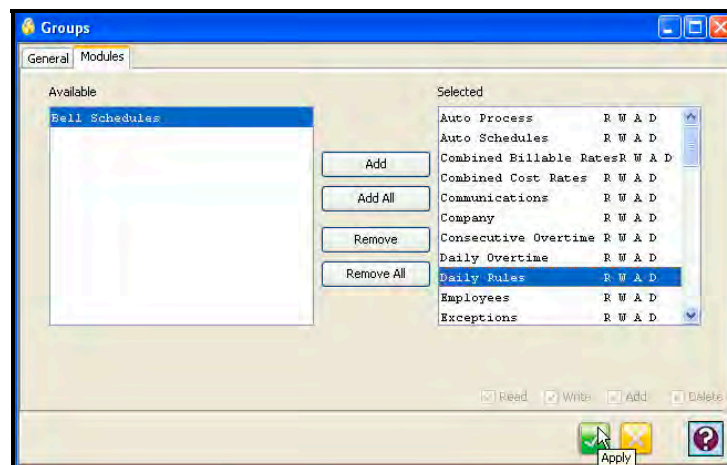 Groups
General Modules
Available
Selected
Bell Schedules
Auto Process R W A D
Auto Schedules R W A D
Combined Billable RatesR W A D
Combined Cost Rates R W A D
Communications R W A D
Company R W A D
Consecutive Overtime R W A D
Daily Overtime R W A D
Daily Rules R W A D
Employees R W A D
Exceptions R W A D
Add
Add All
Remove
Remove All
Read Write Add Delete
Apply